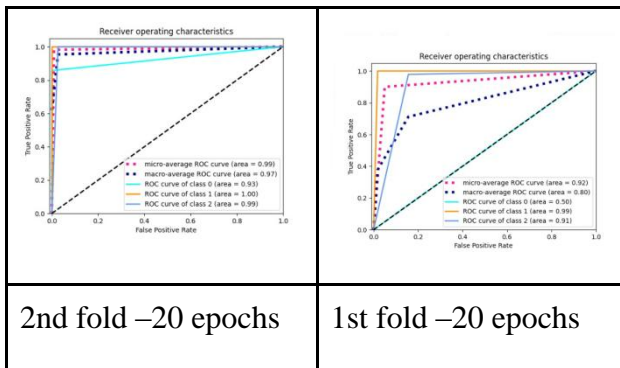 Receiver operating characteristics
True Positive Rate
1.0
0.8
0.6
0.4
0.2
0.0
micro-average ROC curve (area = 0.99)
macro-average ROC curve (area = 0.97)
ROC curve of class 0 (area = 0.93)
ROC curve of class 1 (area = 1.00)
ROC curve of class 2 (area = 0.99)
0.0 0.2 0.4 0.6 0.8 1.0
False Positive Rate
Receiver operating characteristics
True Positive Rate
1.0
0.8
0.6
0.4
0.2
0.0
micro-average ROC curve (area = 0.92)
macro-average ROC curve (area = 0.80)
ROC curve of class 0 (area = 0.50)
ROC curve of class 1 (area = 0.99)
ROC curve of class 2 (area = 0.91)
0.0 0.2 0.4 0.6 0.8 1.0
False Positive Rate
2nd fold –20 epochs
1st fold –20 epochs